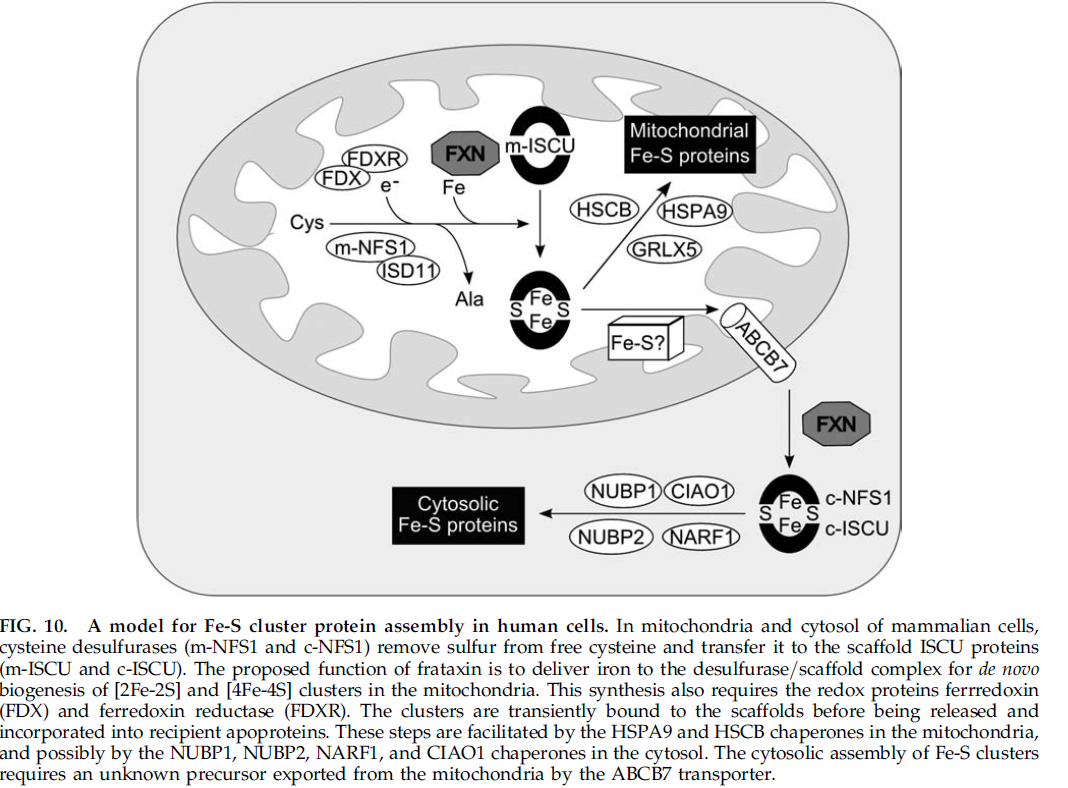 Mitochondrial
Fe-S proteins
m-ISCU
FXN
FDXR
FDX
e-
Fe
HSCB
HSPA9
Cys
m-NFS1
ISD11
GRLX5
Ala
Fe
S S
Fe
Fe-S?
ABCB7
FXN
NUBP1 CIAO1
Cytosolic
Fe-S proteins
NUBP2 NARF1
Fe
S S
Fe
c-NFS1
c-ISCU
FIG. 10. A model for Fe-S cluster protein assembly in human cells. In mitochondria and cytosol of mammalian cells,
cysteine desulfurases (m-NFS1 and c-NFS1) remove sulfur from free cysteine and transfer it to the scaffold ISCU proteins
(m-ISCU and c-ISCU). The proposed function of frataxin is to deliver iron to the desulfurase/scaffold complex for de novo
biogenesis of [2Fe-2S] and [4Fe-4S] clusters in the mitochondria. This synthesis also requires the redox proteins ferrredoxin
(FDX) and ferredoxin reductase (FDXR). The clusters are transiently bound to the scaffolds before being released and
incorporated into recipient apoproteins. These steps are facilitated by the HSPA9 and HSCB chaperones in the mitochondria,
and possibly by the NUBP1, NUBP2, NARF1, and CIAO1 chaperones in the cytosol. The cytosolic assembly of Fe-S clusters
requires an unknown precursor exported from the mitochondria by the ABCB7 transporter.